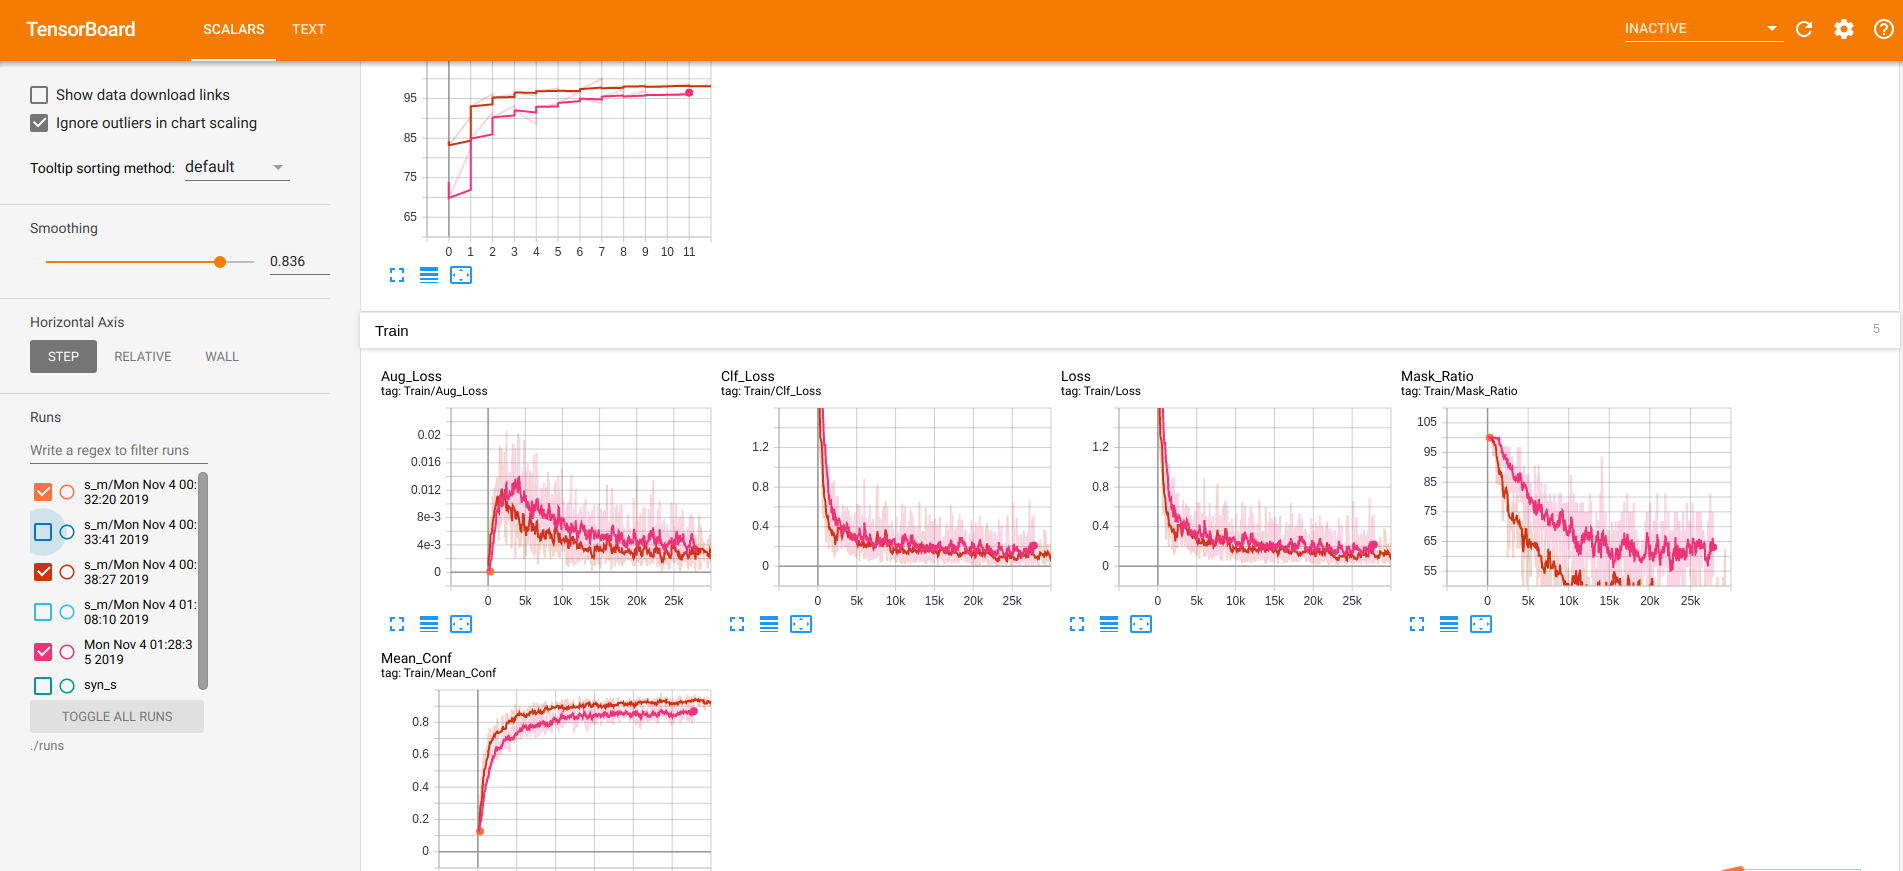 TensorBoard
SCALARS TEXT
INACTIVE
Show data download links
Ignore outliers in chart scaling
Tooltip sorting method: default
Smoothing
0.836
Horizontal Axis
STEP RELATIVE WALL
Runs
Write a regex to filter runs
s_m/Mon Nov 4 00:
32:20 2019
s_m/Mon Nov 4 00:
33:41 2019
s_m/Mon Nov 4 00:
38:27 2019
s_m/Mon Nov 4 01:
08:10 2019
Mon Nov 4 01:28:3
5 2019
syn_s
TOGGLE ALL RUNS
./runs
95
85
75
65
0 1 2 3 4 5 6 7 8 9 10 11
Train
5
Aug_Loss
tag: Train/Aug_Loss
0.02
0.016
0.012
8e-3
4e-3
0
0 5k 10k 15k 20k 25k
Clf_Loss
tag: Train/Clf_Loss
1.2
0.8
0.4
0
0 5k 10k 15k 20k 25k
Loss
tag: Train/Loss
1.2
0.8
0.4
0
0 5k 10k 15k 20k 25k
Mask_Ratio
tag: Train/Mask_Ratio
105
95
85
75
65
55
0 5k 10k 15k 20k 25k
Mean_Conf
tag: Train/Mean_Conf
0.8
0.6
0.4
0.2
0